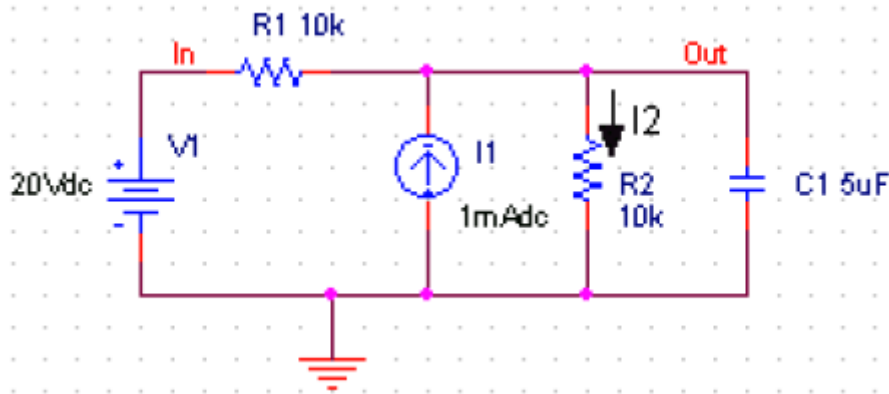 R1 10k
In
Out
I2
V1
I1
20Vdc
R2
C1 5uF
1mAdc
10k
+
-